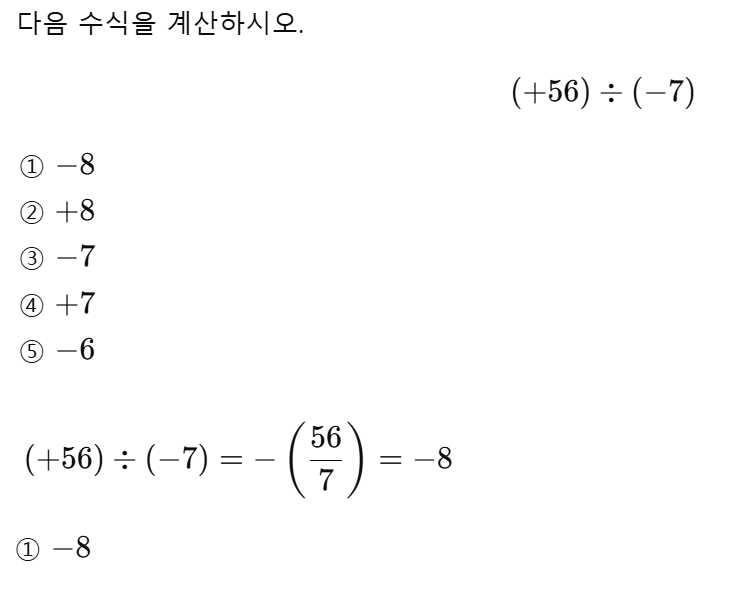 다음 수식을 계산하시오.
(+56) ÷ (−7)
① −8
② +8
③ −7
④ +7
⑤ −6
(+56) ÷ (−7) = − (56/7) = −8
① −8